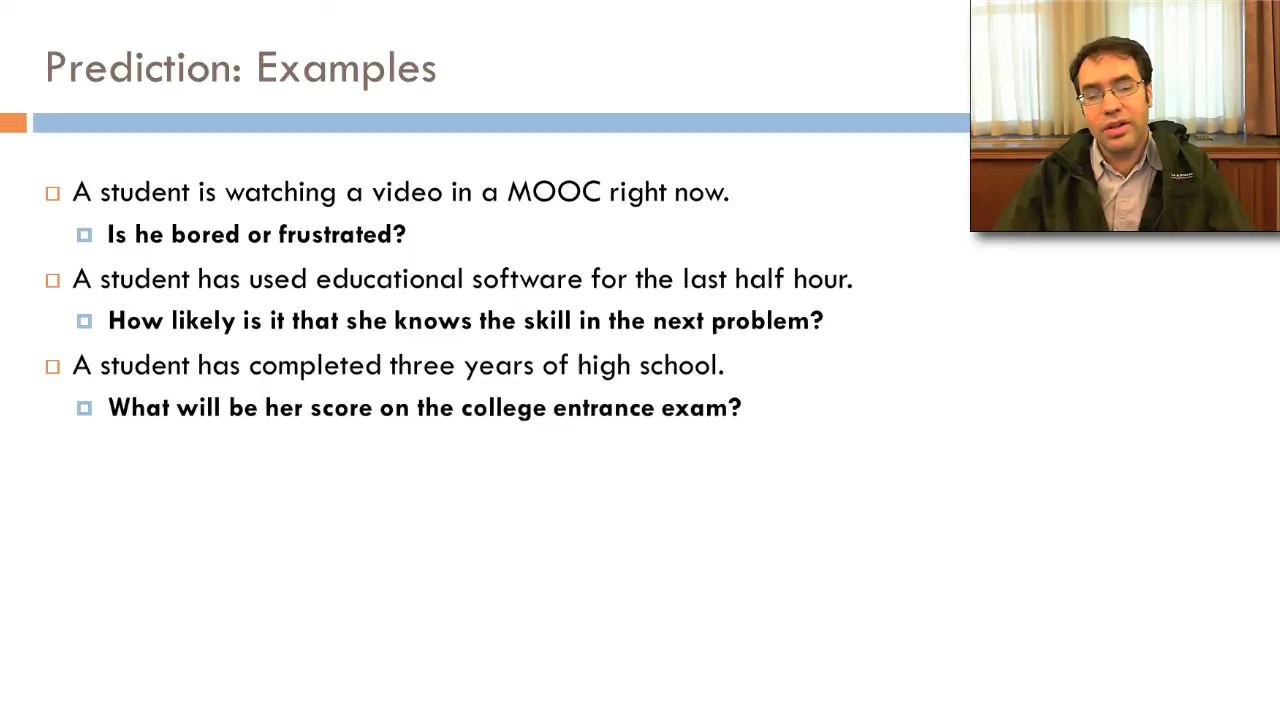 Prediction: Examples
A student is watching a video in a MOOC right now.
Is he bored or frustrated?
A student has used educational software for the last half hour.
How likely is it that she knows the skill in the next problem?
A student has completed three years of high school.
What will be her score on the college entrance exam?